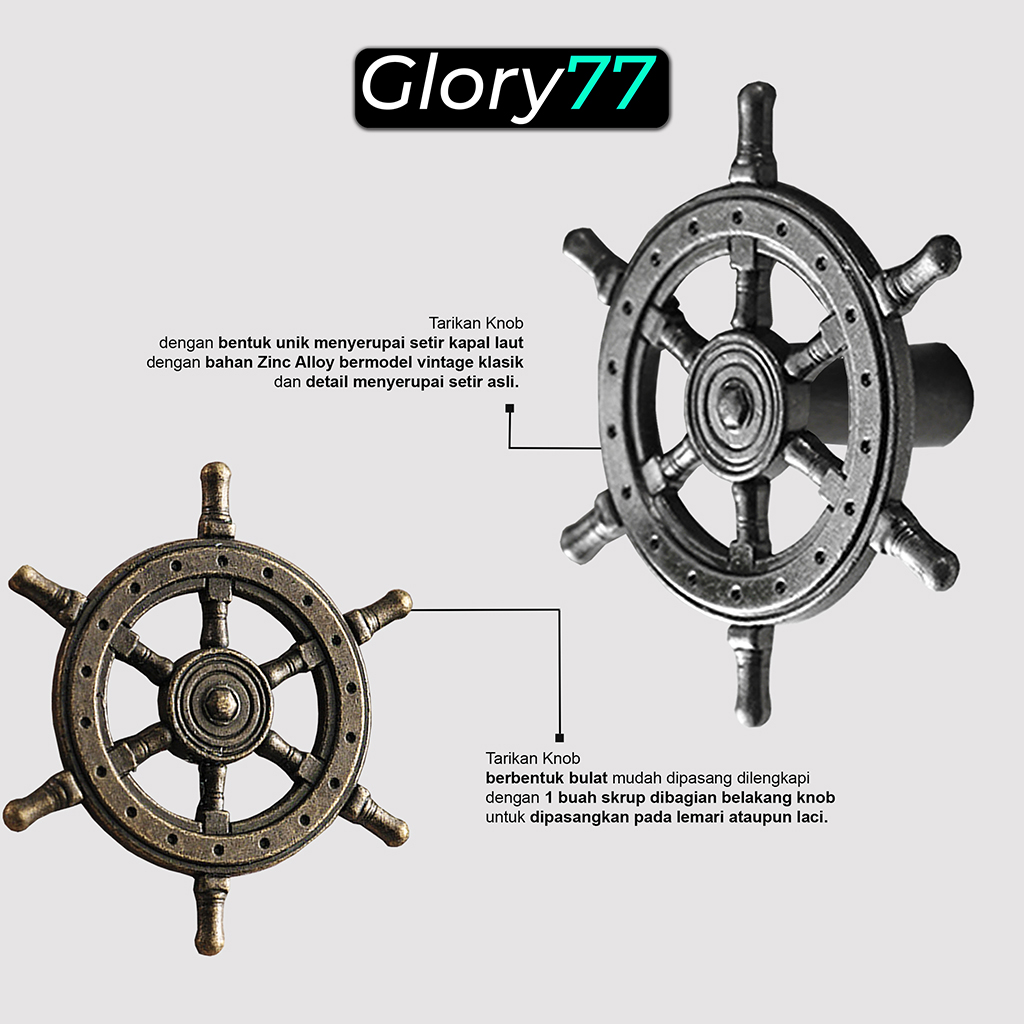 Glory77
Tarikan Knob
dengan bentuk unik menyerupai setir kapal laut
dengan bahan Zinc Alloy bermodel vintage klasik
dan detail menyerupai setir asli.
Tarikan Knob
berbentuk bulat mudah dipasang dilengkapi
dengan 1 buah skrup dibagian belakang knob
untuk dipasangkan pada lemari ataupun laci.